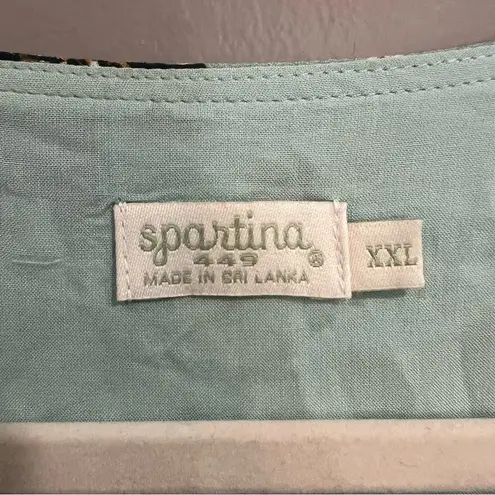 spartina
449 ®
MADE IN SRI LANKA
XXL